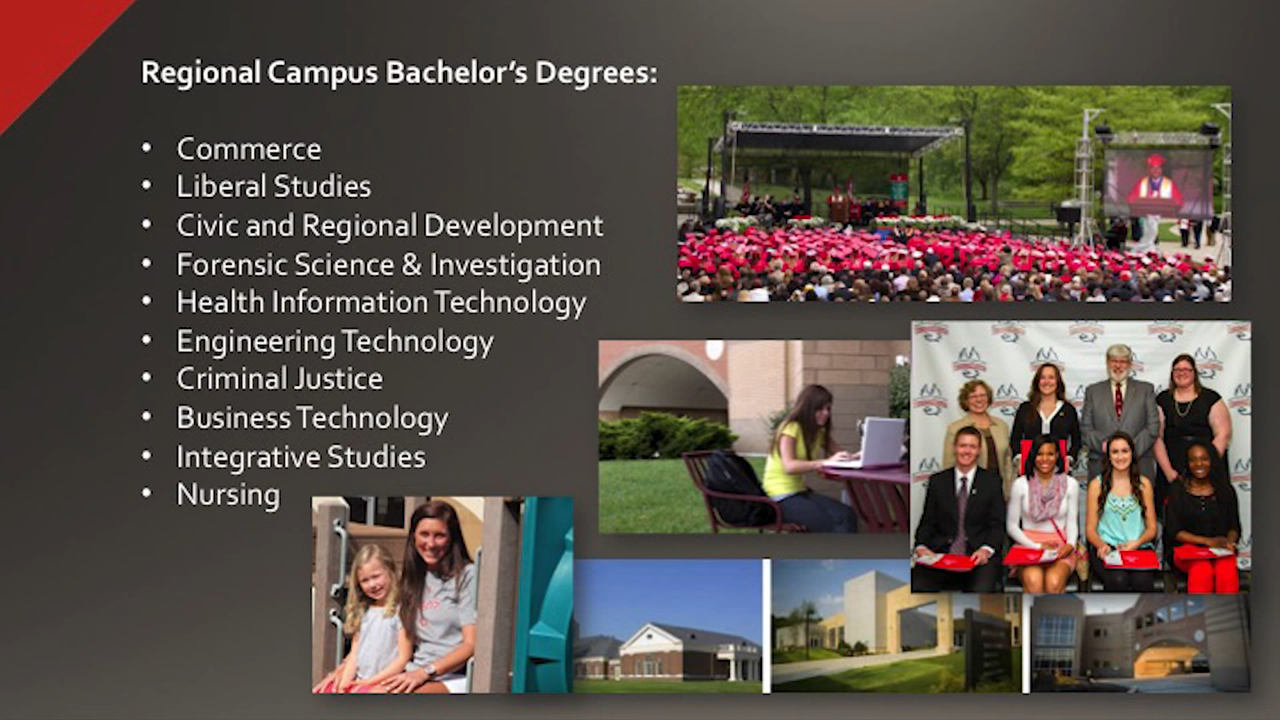 Regional Campus Bachelor’s Degrees:
• Commerce
• Liberal Studies
• Civic and Regional Development
• Forensic Science & Investigation
• Health Information Technology
• Engineering Technology
• Criminal Justice
• Business Technology
• Integrative Studies
• Nursing